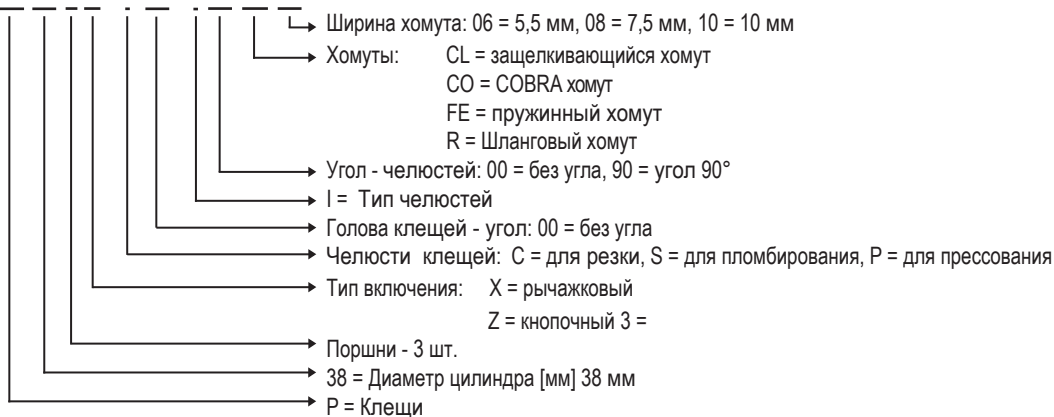 Ширина хомута: 06 = 5,5 мм, 08 = 7,5 мм, 10 = 10 мм
Хомуты: CL = защелкивающийся хомут
CO = COBRA хомут
FE = пружинный хомут
R = Шланговый хомут
Угол - челюстей: 00 = без угла, 90 = угол 90°
I = Тип челюстей
Голова клещей - угол: 00 = без угла
Челюсти клещей: C = для резки, S = для пломбирования, P = для прессования
Тип включения: X = рычажковый
Z = кнопочный 3 =
Поршни - 3 шт.
38 = Диаметр цилиндра [мм] 38 мм
P = Клещи